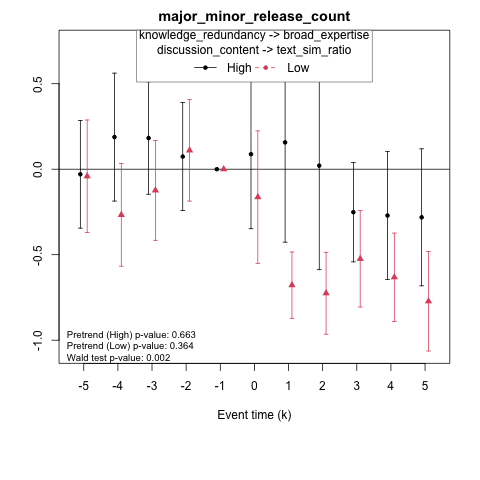 major_minor_release_count
knowledge_redundancy -> broad_expertise
discussion_content -> text_sim_ratio
High Low
0.5
0.0
-0.5
-1.0
Pretrend (High) p-value: 0.663
Pretrend (Low) p-value: 0.364
Wald test p-value: 0.002
-5 -4 -3 -2 -1 0 1 2 3 4 5
Event time (k)